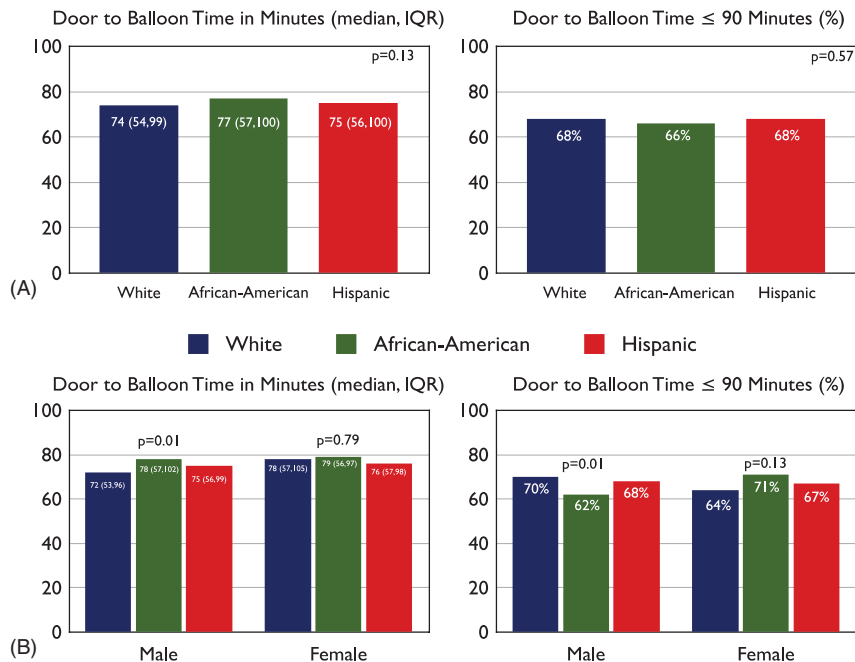 Door to Balloon Time in Minutes (median, IQR)
100
80
60
40
20
0
p=0.13
74 (54,99)
77 (57,100)
75 (56,100)
White
African-American
Hispanic
(A)
Door to Balloon Time ≤ 90 Minutes (%)
100
80
60
40
20
0
p=0.57
68%
66%
68%
White
African-American
Hispanic
White
African-American
Hispanic
Door to Balloon Time in Minutes (median, IQR)
100
80
60
40
20
0
p=0.01
p=0.79
72 (53,96)
78 (57,102)
75 (56,99)
78 (57,105)
79 (56,97)
76 (57,98)
Male
Female
(B)
Door to Balloon Time ≤ 90 Minutes (%)
100
80
60
40
20
0
p=0.01
p=0.13
70%
62%
68%
64%
71%
67%
Male
Female